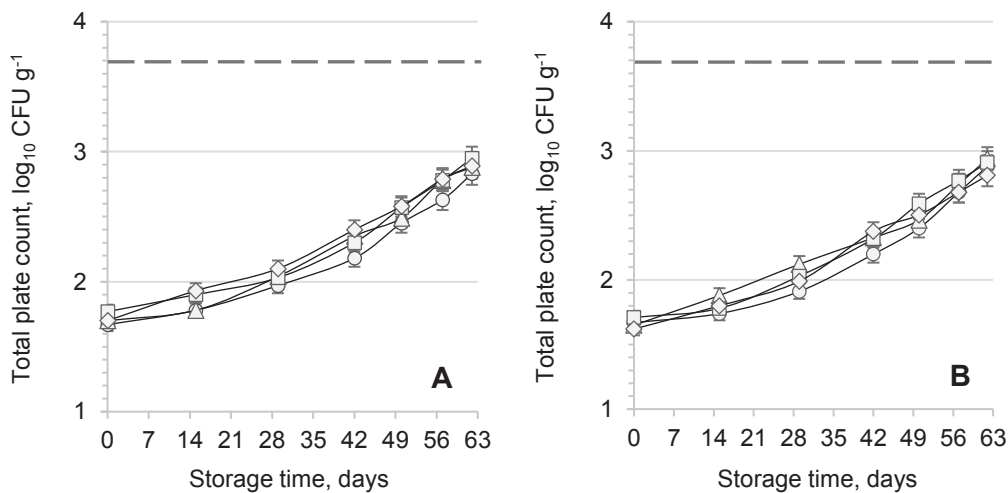 Total plate count, log10 CFU g-1
4
3
2
1
A
0 7 14 21 28 35 42 49 56 63
Storage time, days
Total plate count, log10 CFU g-1
4
3
2
1
B
0 7 14 21 28 35 42 49 56 63
Storage time, days